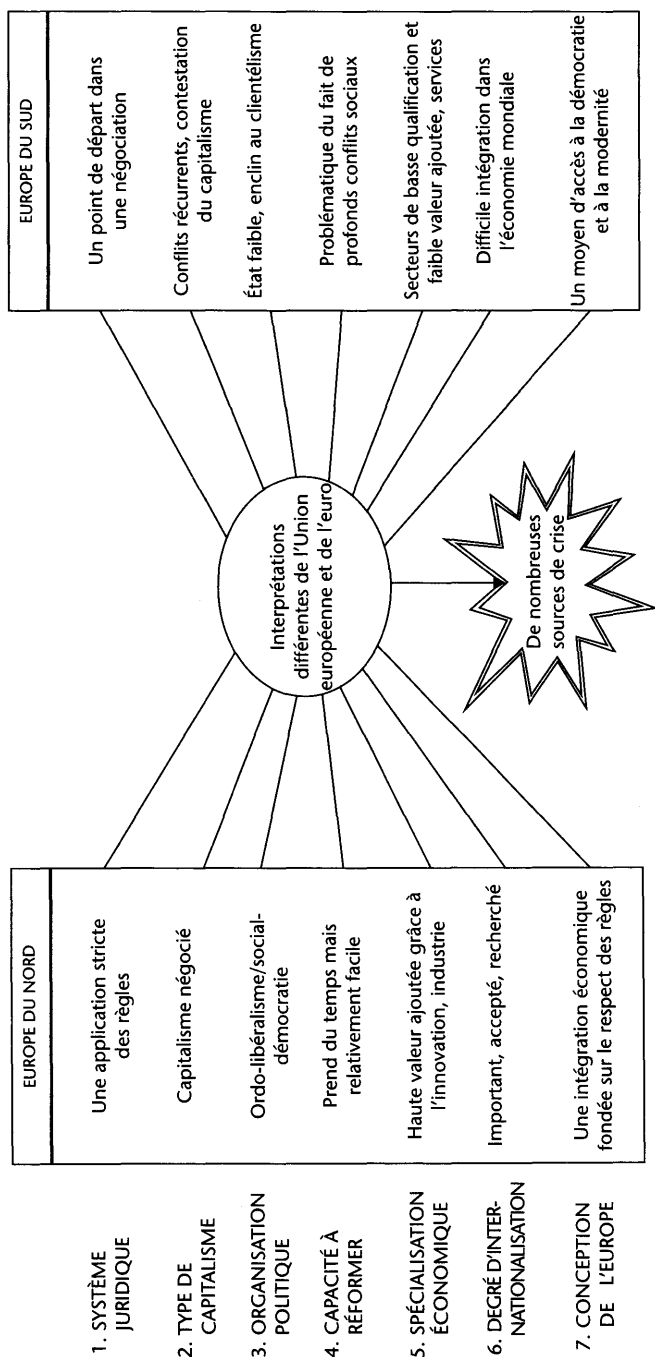 EUROPE DU NORD
EUROPE DU SUD
1. SYSTÈME
JURIDIQUE
Une application stricte
des règles
Un point de départ dans
une négociation
2. TYPE DE
CAPITALISME
Capitalisme négocié
Conflits récurrents, contestation
du capitalisme
3. ORGANISATION
POLITIQUE
Ordo-libéralisme/social-
démocratie
État faible, enclin au clientélisme
4. CAPACITÉ À
RÉFORMER
Prend du temps mais
relativement facile
Problématique du fait de
profonds conflits sociaux
5. SPÉCIALISATION
ÉCONOMIQUE
Haute valeur ajoutée grâce à
l'innovation, industrie
Secteurs de basse qualification et
faible valeur ajoutée, services
6. DEGRÉ D'INTER-
NATIONALISATION
Important, accepté, recherché
Difficile intégration dans
l'économie mondiale
7. CONCEPTION
DE L'EUROPE
Une intégration économique
fondée sur le respect des règles
Un moyen d'accès à la démocratie
et à la modernité
Interprétations
différentes de l'Union
européenne et de l'euro
De nombreuses
sources de crise